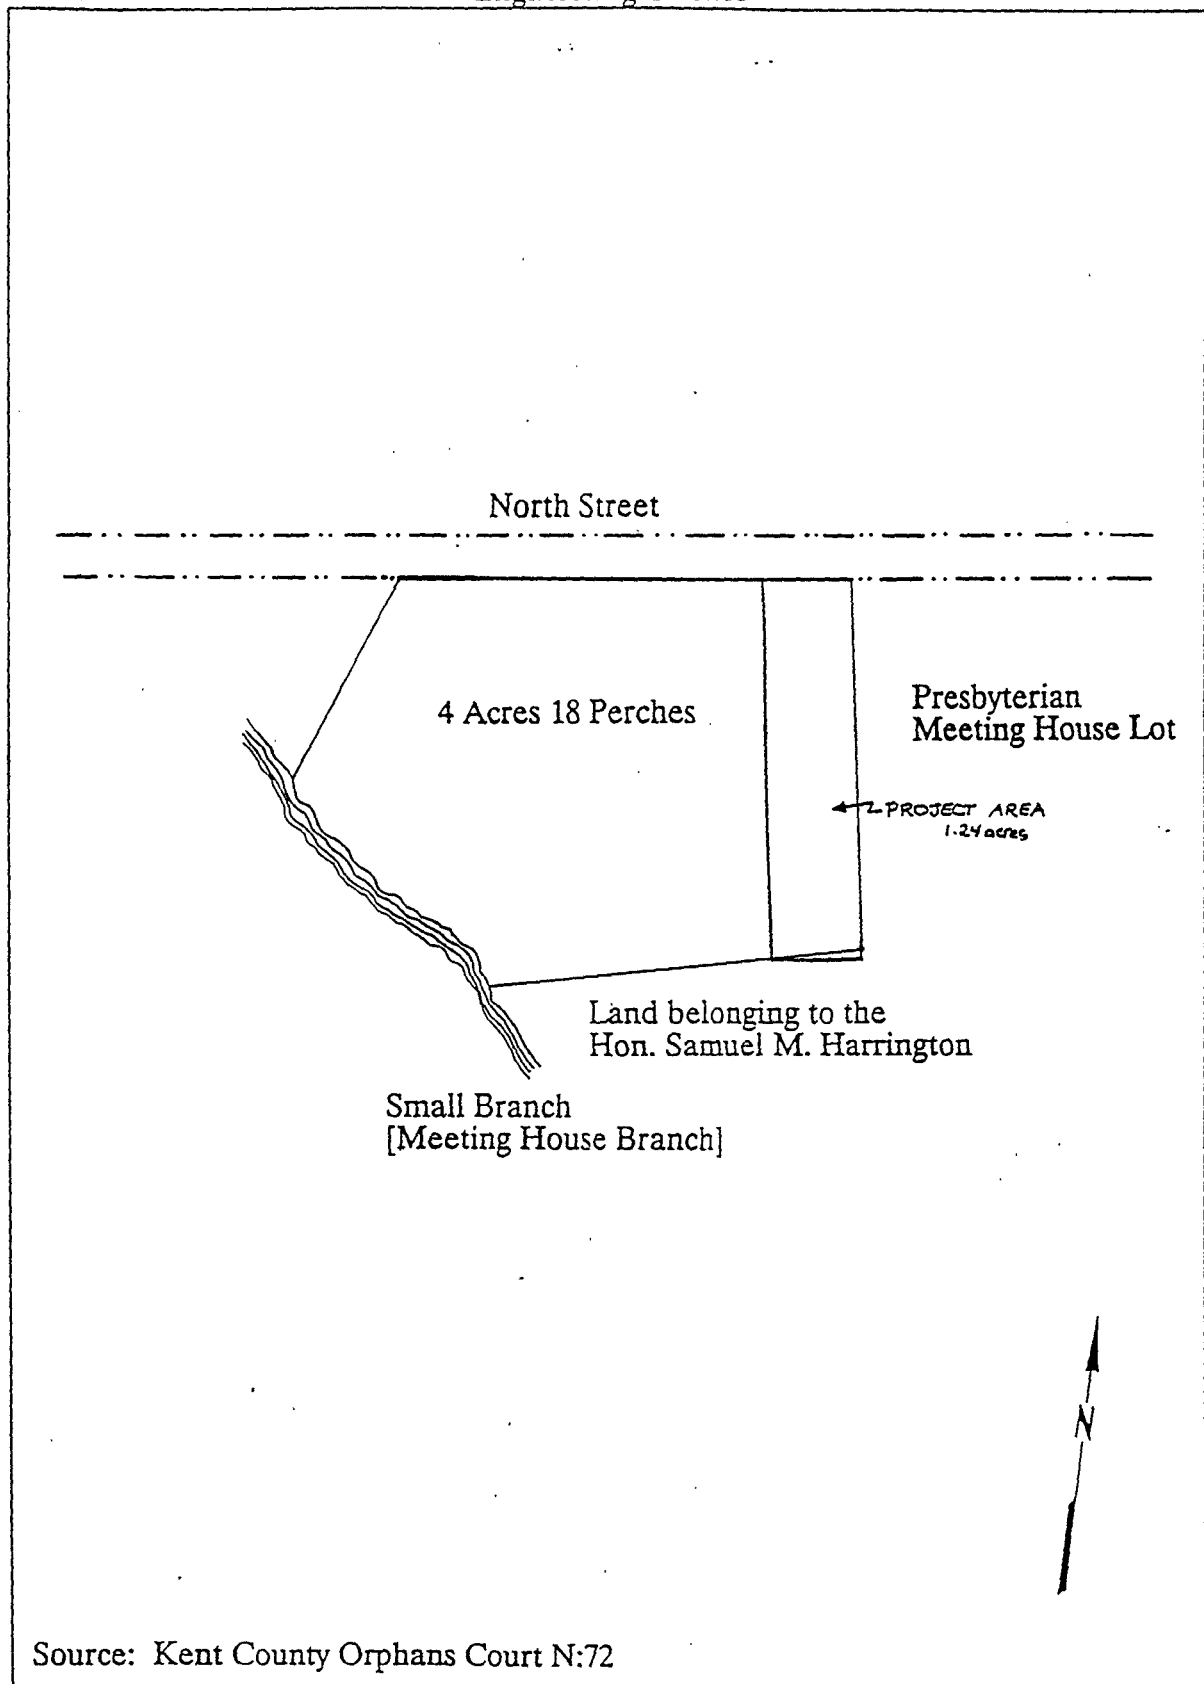 North Street
4 Acres 18 Perches
Presbyterian
Meeting House Lot
PROJECT AREA
1.24 acres
Land belonging to the
Hon. Samuel M. Harrington
Small Branch
[Meeting House Branch]
N
Source: Kent County Orphans Court N:72